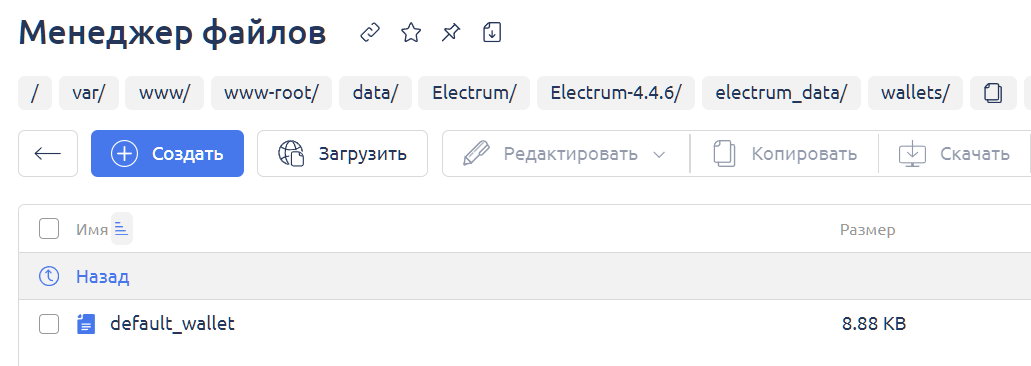 Менеджер файлов
/ var/ www/ www-root/ data/ Electrum/ Electrum-4.4.6/ electrum_data/ wallets/
Создать Загрузить Редактировать Копировать Скачать
Имя Размер
Назад
default_wallet 8.88 KB